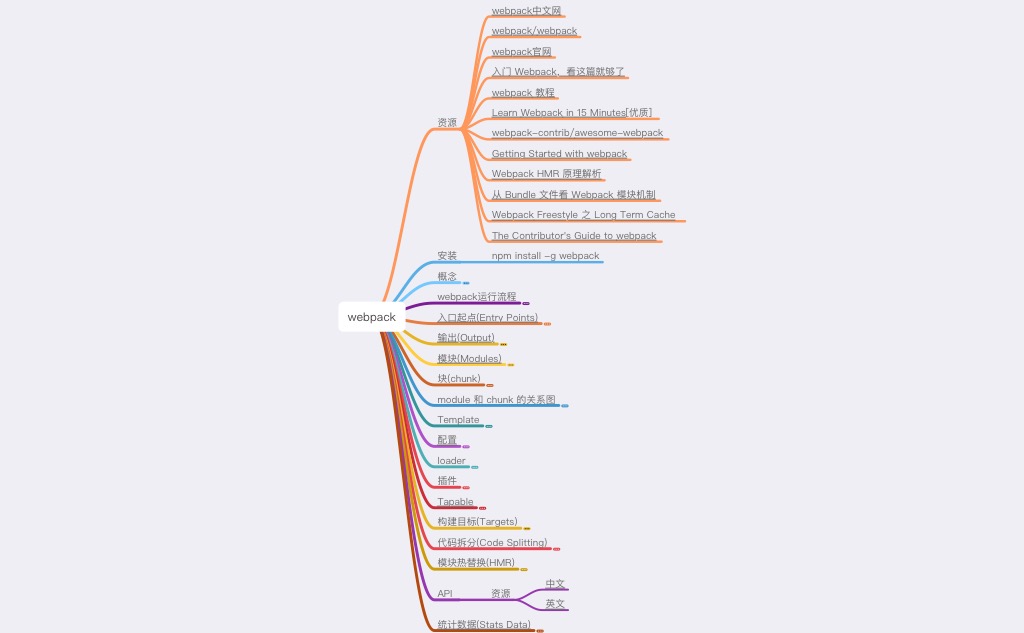 webpack中文网
webpack/webpack
webpack官网
入门 Webpack、看这篇就够了
webpack 教程
Learn Webpack in 15 Minutes[优质]
webpack-contrib/awesome-webpack
Getting Started with webpack
Webpack HMR 原理解析
从 Bundle 文件看 Webpack 模块机制
Webpack Freestyle 之 Long Term Cache
The Contributor's Guide to webpack
资源
安装
npm install -g webpack
概念
webpack运行流程
webpack
入口起点(Entry Points)
输出(Output)
模块(Modules)
块(chunk)
module 和 chunk 的关系图
Template
配置
loader
插件
Tapable
构建目标(Targets)
代码拆分(Code Splitting)
模块热替换(HMR)
API
资源
中文
英文
统计数据(Stats Data)